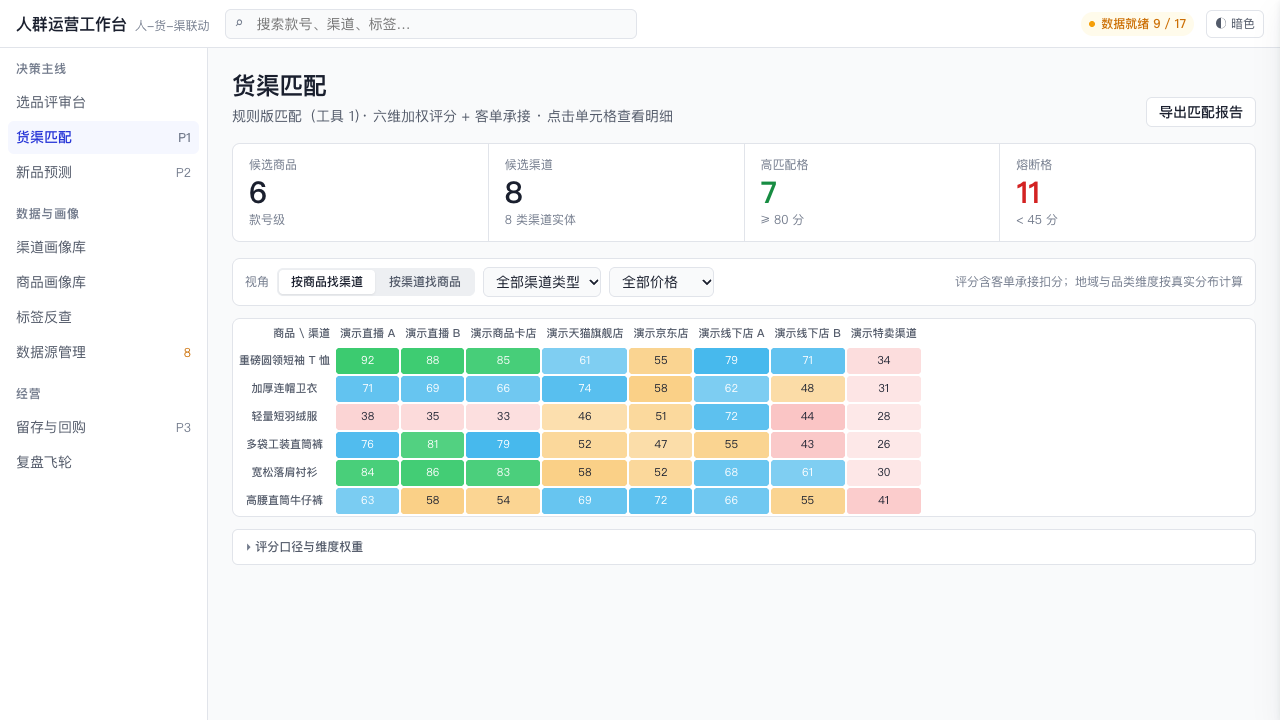 人群运营工作台 人–货–渠联动 搜索款号、渠道、标签... 数据就绪 9 / 17 暗色
决策主线
选品评审台
货渠匹配 P1
新品预测 P2
数据与画像
渠道画像库
商品画像库
标签反查
数据源管理 8
经营
留存与回购 P3
复盘飞轮
货渠匹配
规则版匹配（工具 1）· 六维加权评分 + 客单承接 · 点击单元格查看明细
导出匹配报告
候选商品 候选渠道 高匹配格 熔断格
6 8 7 11
款号级 8 类渠道实体 ≥ 80 分 < 45 分
视角 按商品找渠道 按渠道找商品 全部渠道类型 全部价格 评分含客单承接扣分；地域与品类维度按真实分布计算
商品 \ 渠道 演示直播 A 演示直播 B 演示商品卡店 演示天猫旗舰店 演示京东店 演示线下店 A 演示线下店 B 演示特卖渠道
重磅圆领短袖 T 恤 92 88 85 61 55 79 71 34
加厚连帽卫衣 71 69 66 74 58 62 48 31
轻量短羽绒服 38 35 33 46 51 72 44 28
多袋工装直筒裤 76 81 79 52 47 55 43 26
宽松落肩衬衫 84 86 83 58 52 68 61 30
高腰直筒牛仔裤 63 58 54 69 72 66 55 41
评分口径与维度权重